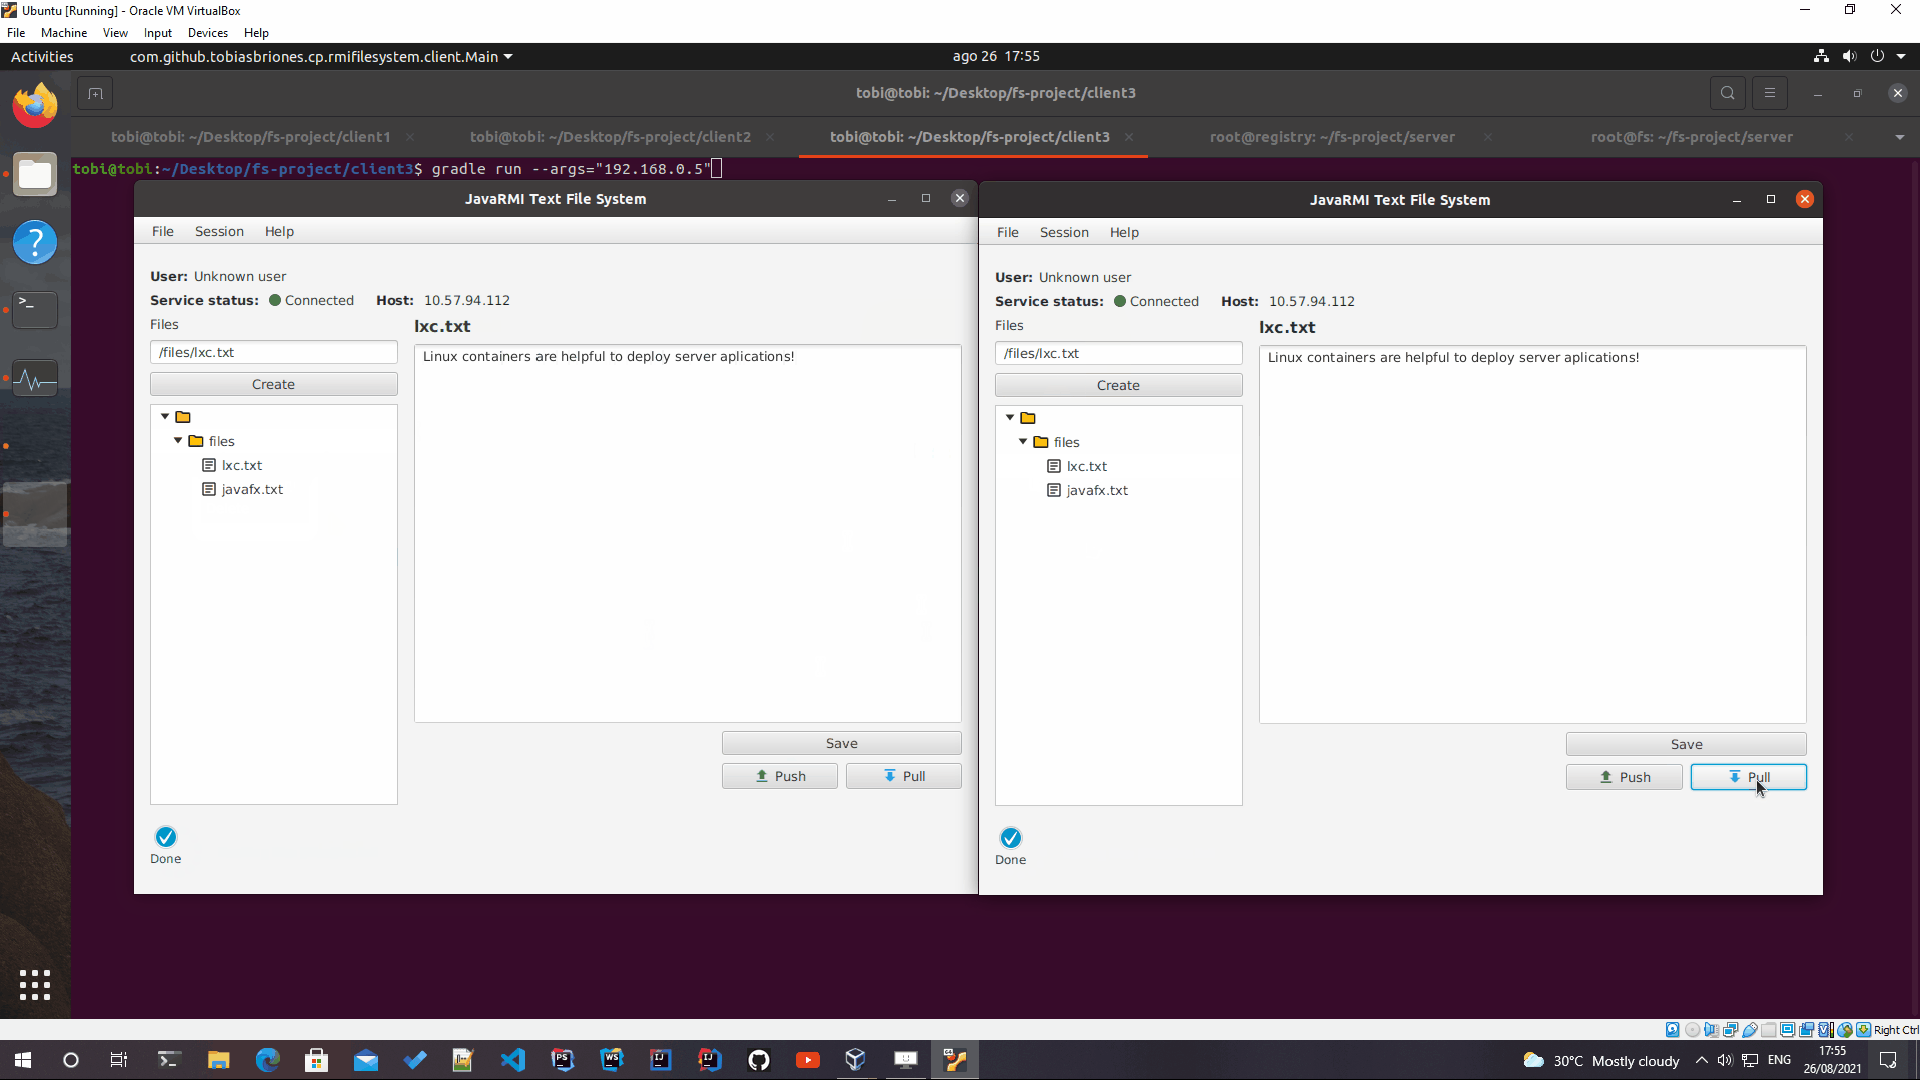 Ubuntu [Running] - Oracle VM VirtualBox
File Machine View Input Devices Help
Activities com.github.tobiasbriones.cp.rmifilesystem.client.Main ago 26 17:55
tobi@tobi: ~/Desktop/fs-project/client3
tobi@tobi: ~/Desktop/fs-project/client1 tobi@tobi: ~/Desktop/fs-project/client2 tobi@tobi: ~/Desktop/fs-project/client3 root@registry: ~/fs-project/server root@fs: ~/fs-project/server
tobi@tobi:~/Desktop/fs-project/client3$ gradle run --args="192.168.0.5"
JavaRMI Text File System
File Session Help
User: Unknown user
Service status: Connected Host: 10.57.94.112
Files
lxc.txt
/files/lxc.txt
Linux containers are helpful to deploy server aplications!
Create
files
lxc.txt
javafx.txt
Save
Push Pull
Done
JavaRMI Text File System
File Session Help
User: Unknown user
Service status: Connected Host: 10.57.94.112
Files
lxc.txt
/files/lxc.txt
Linux containers are helpful to deploy server aplications!
Create
files
lxc.txt
javafx.txt
Save
Push Pull
Done
Right Ctrl
30°C Mostly cloudy ENG
17:55
26/08/2021